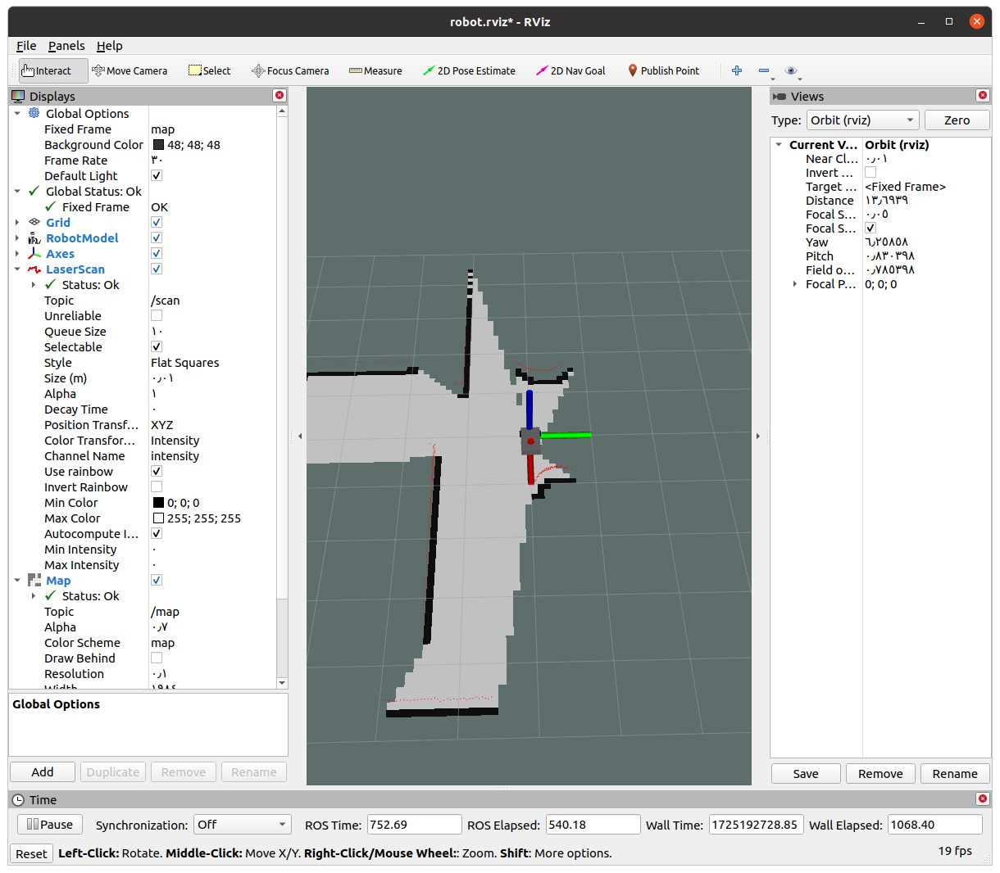 robot.rviz* - RViz
File Panels Help
Interact Move Camera Select Focus Camera Measure 2D Pose Estimate 2D Nav Goal Publish Point
Displays
Global Options
Fixed Frame map
Background Color 48; 48; 48
Frame Rate ٣٠
Default Light
Global Status: Ok
Fixed Frame OK
Grid
RobotModel
Axes
LaserScan
Status: Ok
Topic /scan
Unreliable
Queue Size ١٠
Selectable
Style Flat Squares
Size (m) ٠٫٠١
Alpha ١
Decay Time ٠
Position Transf... XYZ
Color Transfor... Intensity
Channel Name intensity
Use rainbow
Invert Rainbow
Min Color 0; 0; 0
Max Color 255; 255; 255
Autocompute I...
Min Intensity ٠
Max Intensity ٠
Map
Status: Ok
Topic /map
Alpha ٠٫٧
Color Scheme map
Draw Behind
Resolution ٠٫١
Width ١٩٨٤
Global Options
Add Duplicate Remove Rename
Views
Type: Orbit (rviz) Zero
Current V... Orbit (rviz)
Near Cl... ٠٫٠١
Invert ...
Target ... <Fixed Frame>
Distance ١٣٫٦٩٣٩
Focal S... ٠٫٠٥
Focal S...
Yaw ٦٫٢٥٨٥٨
Pitch ٠٫٨٣٠٣٩٨
Field o... ٠٫٧٨٥٣٩٨
Focal P... 0; 0; 0
Save Remove Rename
Time
Pause Synchronization: Off ROS Time: 752.69 ROS Elapsed: 540.18 Wall Time: 1725192728.85 Wall Elapsed: 1068.40
Reset Left-Click: Rotate. Middle-Click: Move X/Y. Right-Click/Mouse Wheel:: Zoom. Shift: More options. 19 fps